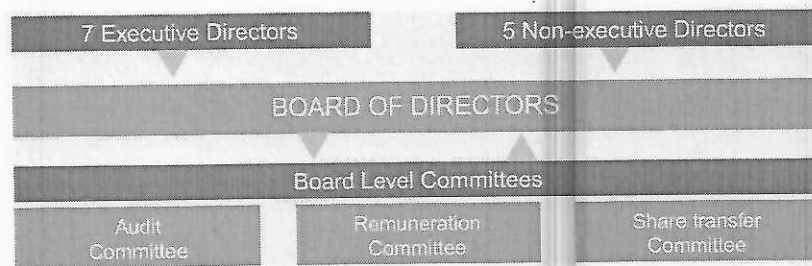 7 Executive Directors
5 Non-executive Directors
BOARD OF DIRECTORS
Board Level Committees
Audit
Committee
Remuneration
Committee
Share transfer
Committee